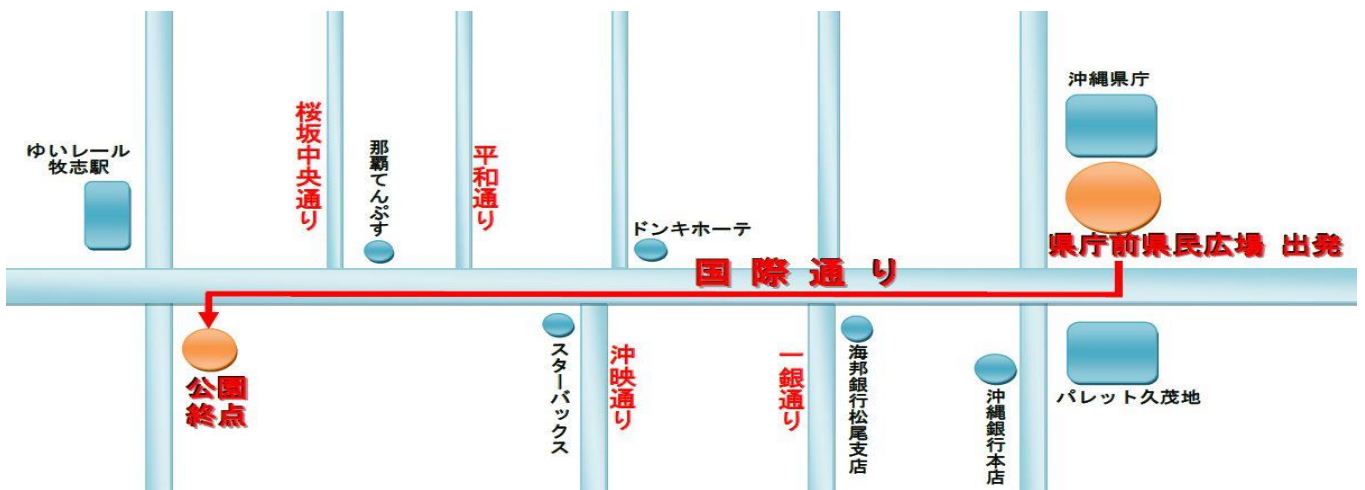 沖縄県庁
ゆいレール
牧志駅
桜坂中央通り
那覇てんぷす
平和通り
ドンキホーテ
県庁前県民広場 出発
国際通り
公園
終点
スターバックス
沖映通り
一銀通り
海邦銀行松尾支店
沖縄銀行本店
パレット久茂地